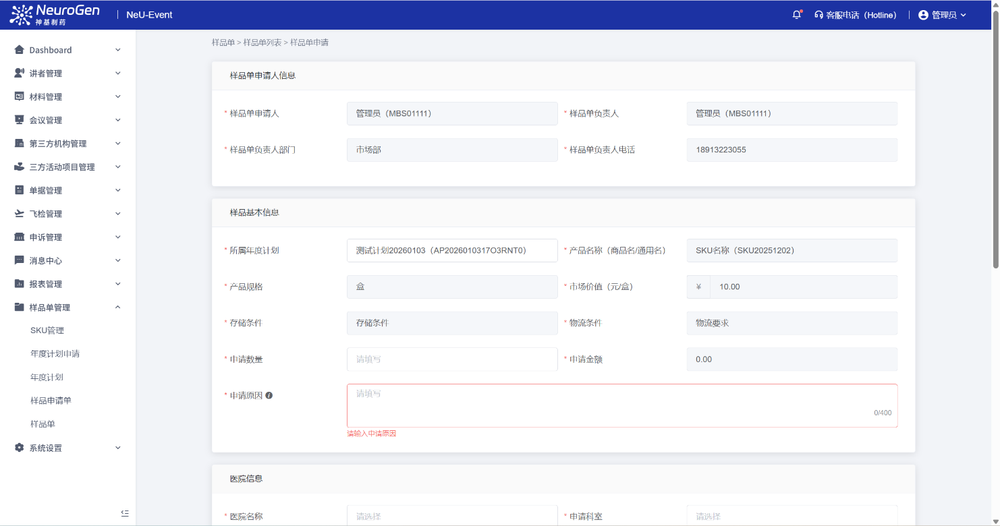 NeuroGen
神基制药
NeU-Event
客服电话（Hotline）
管理员
Dashboard
讲者管理
材料管理
会议管理
第三方机构管理
三方活动项目管理
单据管理
飞检管理
申诉管理
消息中心
报表管理
样品单管理
SKU管理
年度计划申请
年度计划
样品申请单
样品单
系统设置
样品单 > 样品单列表 > 样品单申请
样品单申请人信息
* 样品单申请人 管理员（MBS01111） * 样品单负责人 管理员（MBS01111）
* 样品单负责人部门 市场部 * 样品单负责人电话 18913223055
样品基本信息
* 所属年度计划 测试计划20260103（AP2026010317O3RNT0） * 产品名称（商品名/通用名） SKU名称（SKU20251202）
* 产品规格 盒 * 市场价值（元/盒） ¥ 10.00
* 存储条件 存储条件 * 物流条件 物流要求
* 申请数量 请填写 * 申请金额 0.00
* 申请原因 请填写
0/400
请输入申请原因
医院信息
* 医院名称 请选择 * 申请科室 请选择